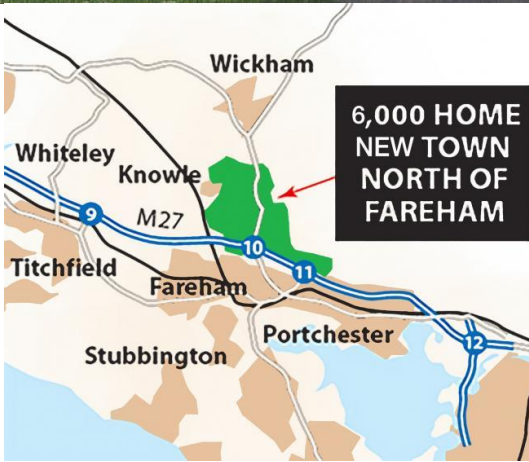 Wickham
6,000 HOME
NEW TOWN
NORTH OF
FAREHAM
Whiteley
Knowle
9
M27
10
11
Titchfield
Fareham
Portchester
12
Stubbington